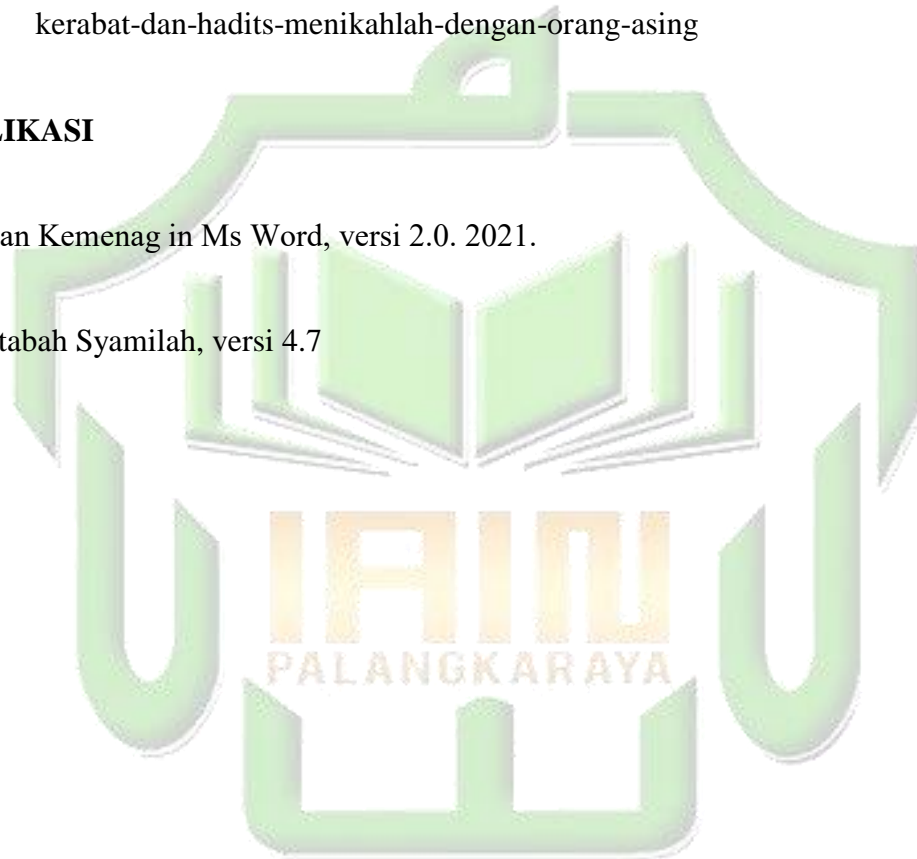 kerabat-dan-hadits-menikahlah-dengan-orang-asing
LIKASI
an Kemenag in Ms Word, versi 2.0. 2021.
tabah Syamilah, versi 4.7
IAIN
PALANGKARAYA